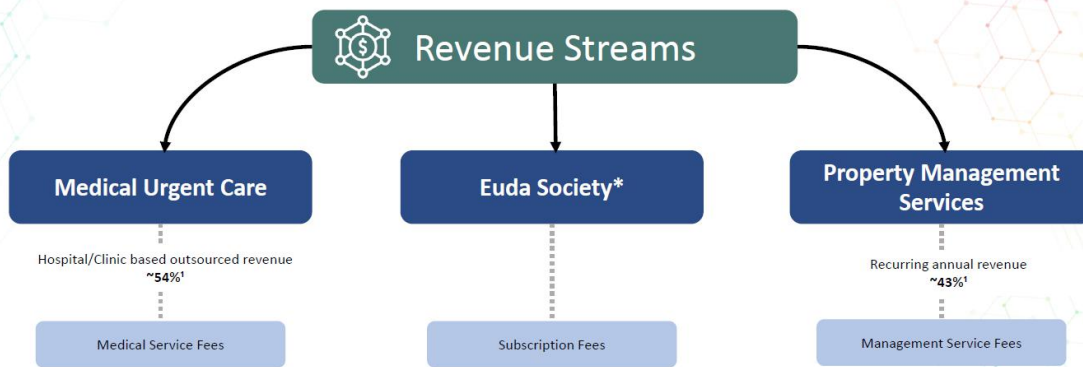 Revenue Streams
Medical Urgent Care
Euda Society*
Property Management
Services
Hospital/Clinic based outsourced revenue
~54%¹
Recurring annual revenue
~43%¹
Medical Service Fees
Subscription Fees
Management Service Fees